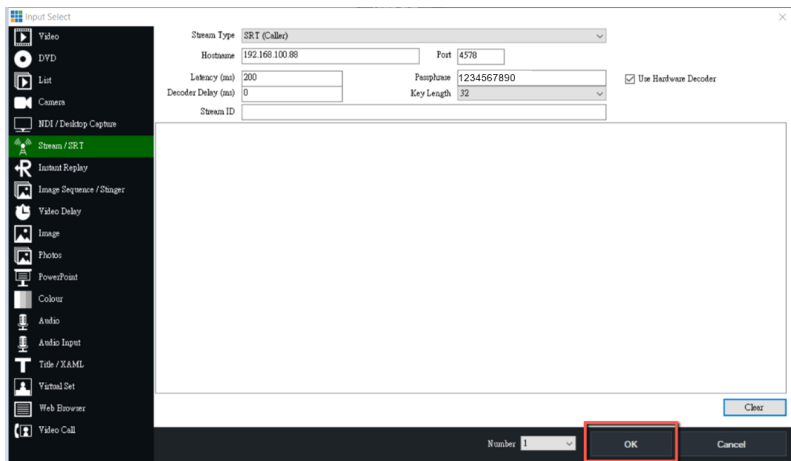 Input Select
Video
DVD
List
Camera
NDI / Desktop Capture
Stream / SRT
Instant Replay
Image Sequence / Stinger
Video Delay
Image
Photos
PowerPoint
Colour
Audio
Audio Input
Title / XAML
Virtual Set
Web Browser
Video Call
Stream Type SRT (Caller)
Hostname 192.168.100.88 Port 4578
Latency (ms) 200 Passphrase 1234567890 Use Hardware Decoder
Decoder Delay (ms) 0 Key Length 32
Stream ID
Clear
Number 1 OK Cancel